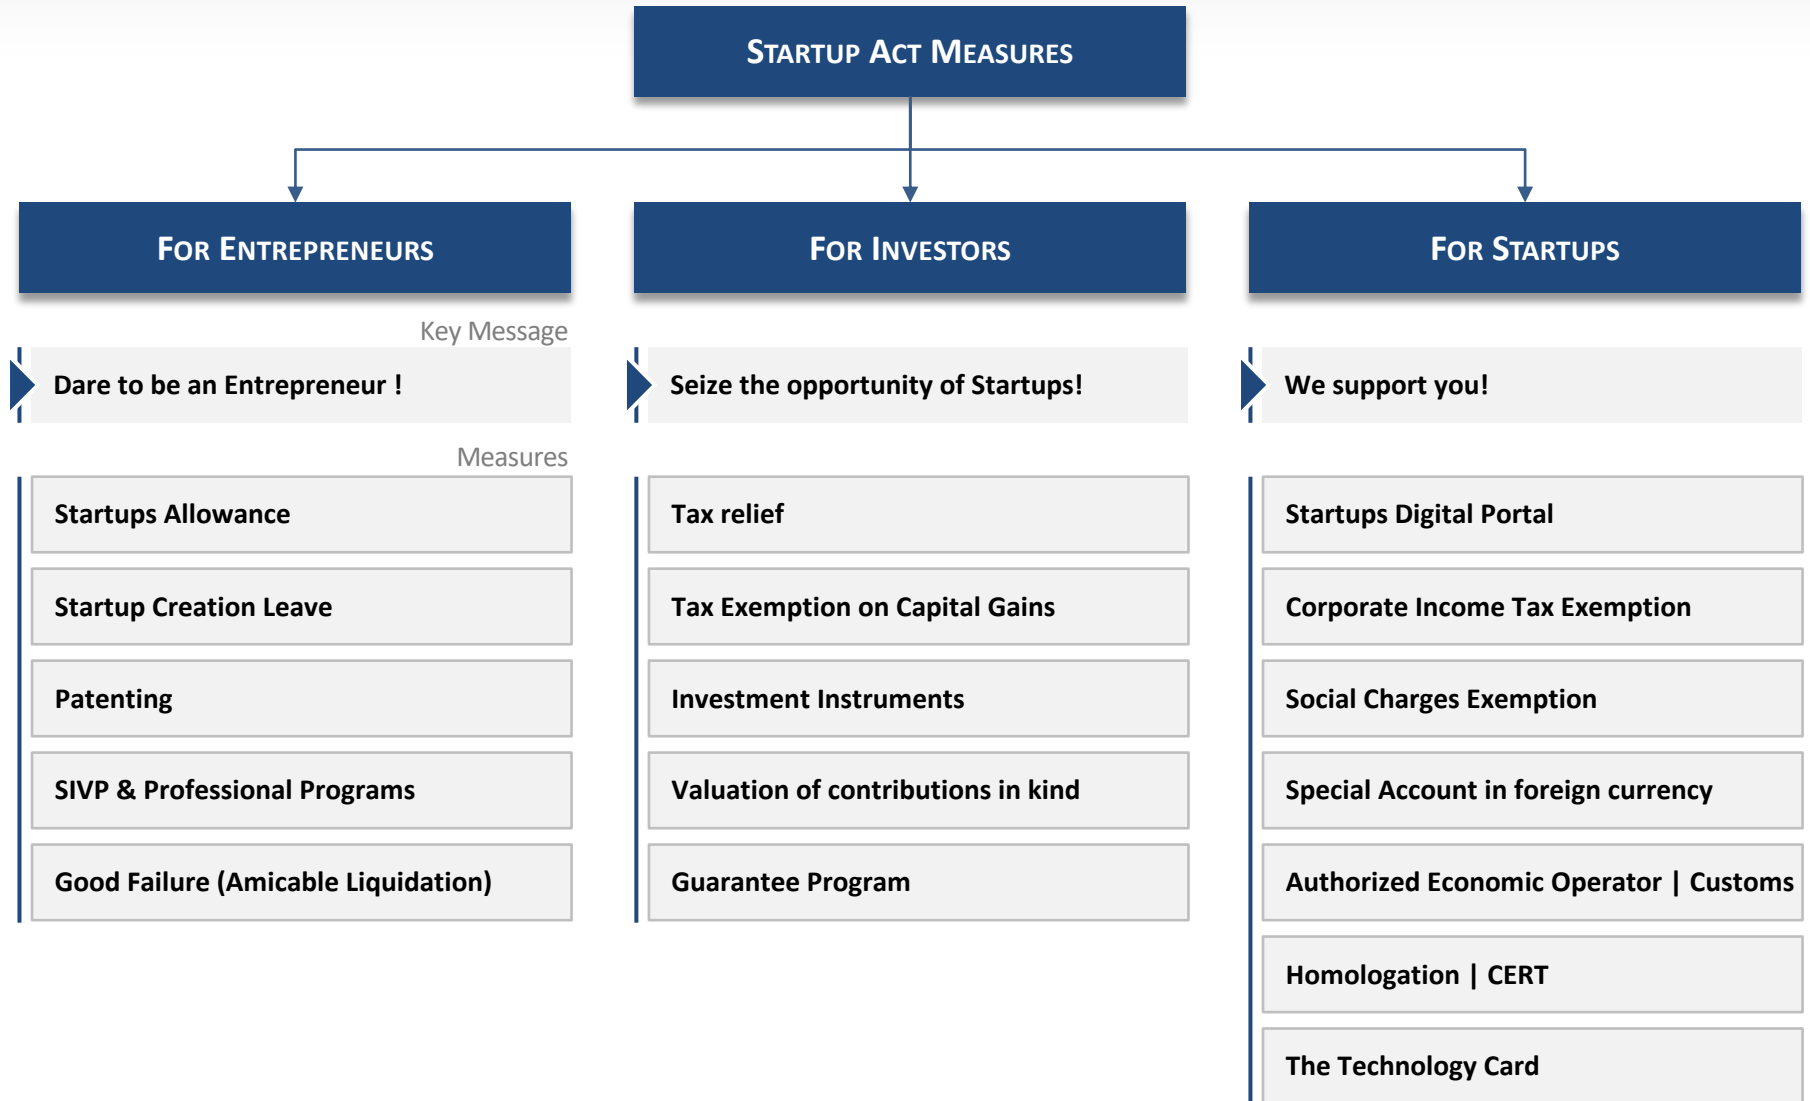 STARTUP ACT MEASURES
FOR ENTREPRENEURS
FOR INVESTORS
FOR STARTUPS
Key Message
Dare to be an Entrepreneur !
Seize the opportunity of Startups!
We support you!
Measures
Startups Allowance
Startup Creation Leave
Patenting
SIVP & Professional Programs
Good Failure (Amicable Liquidation)
Tax relief
Tax Exemption on Capital Gains
Investment Instruments
Valuation of contributions in kind
Guarantee Program
Startups Digital Portal
Corporate Income Tax Exemption
Social Charges Exemption
Special Account in foreign currency
Authorized Economic Operator | Customs
Homologation | CERT
The Technology Card